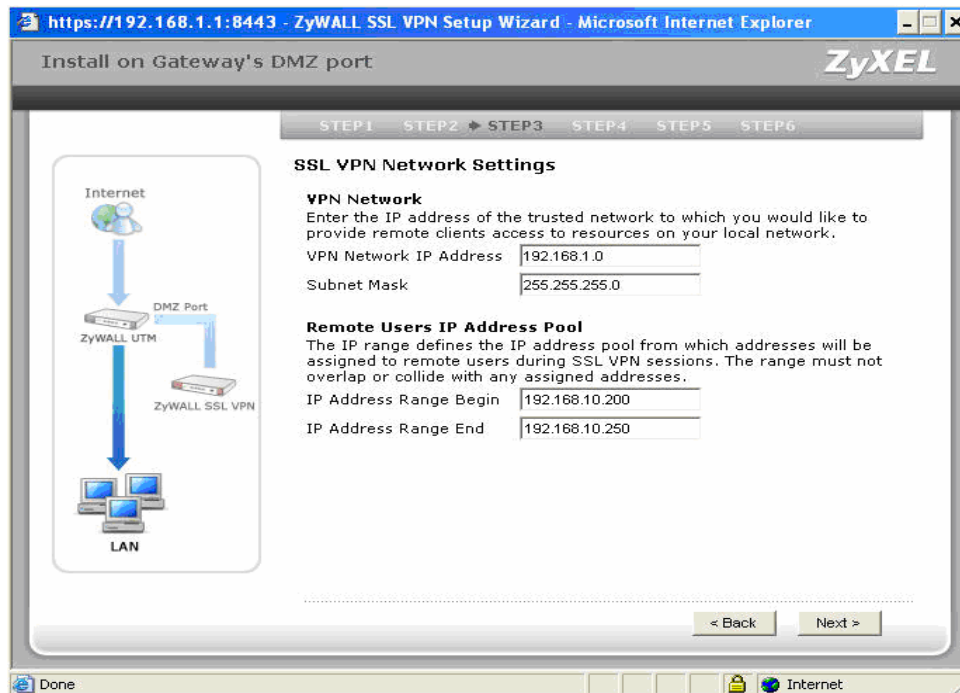 https://192.168.1.1:8443 - ZyWALL SSL VPN Setup Wizard - Microsoft Internet Explorer
Install on Gateway's DMZ port
ZyXEL
STEP1 STEP2 STEP3 STEP4 STEP5 STEP6
SSL VPN Network Settings
VPN Network
Enter the IP address of the trusted network to which you would like to
provide remote clients access to resources on your local network.
VPN Network IP Address 192.168.1.0
Subnet Mask 255.255.255.0
Remote Users IP Address Pool
The IP range defines the IP address pool from which addresses will be
assigned to remote users during SSL VPN sessions. The range must not
overlap or collide with any assigned addresses.
IP Address Range Begin 192.168.10.200
IP Address Range End 192.168.10.250
Internet
DMZ Port
ZyWALL UTM
ZyWALL SSL VPN
LAN
< Back
Next >
Done
Internet